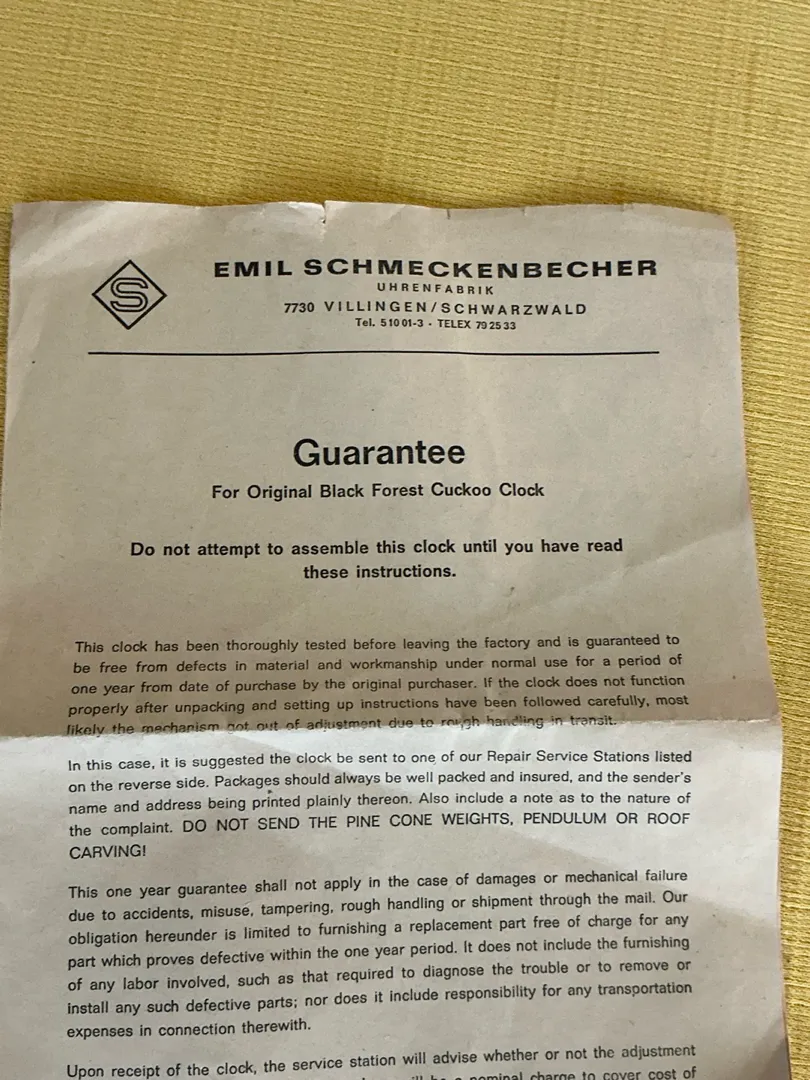 S
EMIL SCHMECKENBECHER
UHRENFABRIK
7730 VILLINGEN/SCHWARZWALD
Tel. 51001-3 · TELEX 792533
Guarantee
For Original Black Forest Cuckoo Clock
Do not attempt to assemble this clock until you have read
these instructions.
This clock has been thoroughly tested before leaving the factory and is guaranteed to
be free from defects in material and workmanship under normal use for a period of
one year from date of purchase by the original purchaser. If the clock does not function
properly after unpacking and setting up instructions have been followed carefully, most
likely the mechanism got out of adjustment due to rough handling in transit.
In this case, it is suggested the clock be sent to one of our Repair Service Stations listed
on the reverse side. Packages should always be well packed and insured, and the sender's
name and address being printed plainly thereon. Also include a note as to the nature of
the complaint. DO NOT SEND THE PINE CONE WEIGHTS, PENDULUM OR ROOF
CARVING!
This one year guarantee shall not apply in the case of damages or mechanical failure
due to accidents, misuse, tampering, rough handling or shipment through the mail. Our
obligation hereunder is limited to furnishing a replacement part free of charge for any
part which proves defective within the one year period. It does not include the furnishing
of any labor involved, such as that required to diagnose the trouble or to remove or
install any such defective parts; nor does it include responsibility for any transportation
expenses in connection therewith.
Upon receipt of the clock, the service station will advise whether or not the adjustment
nominal charge to cover cost of